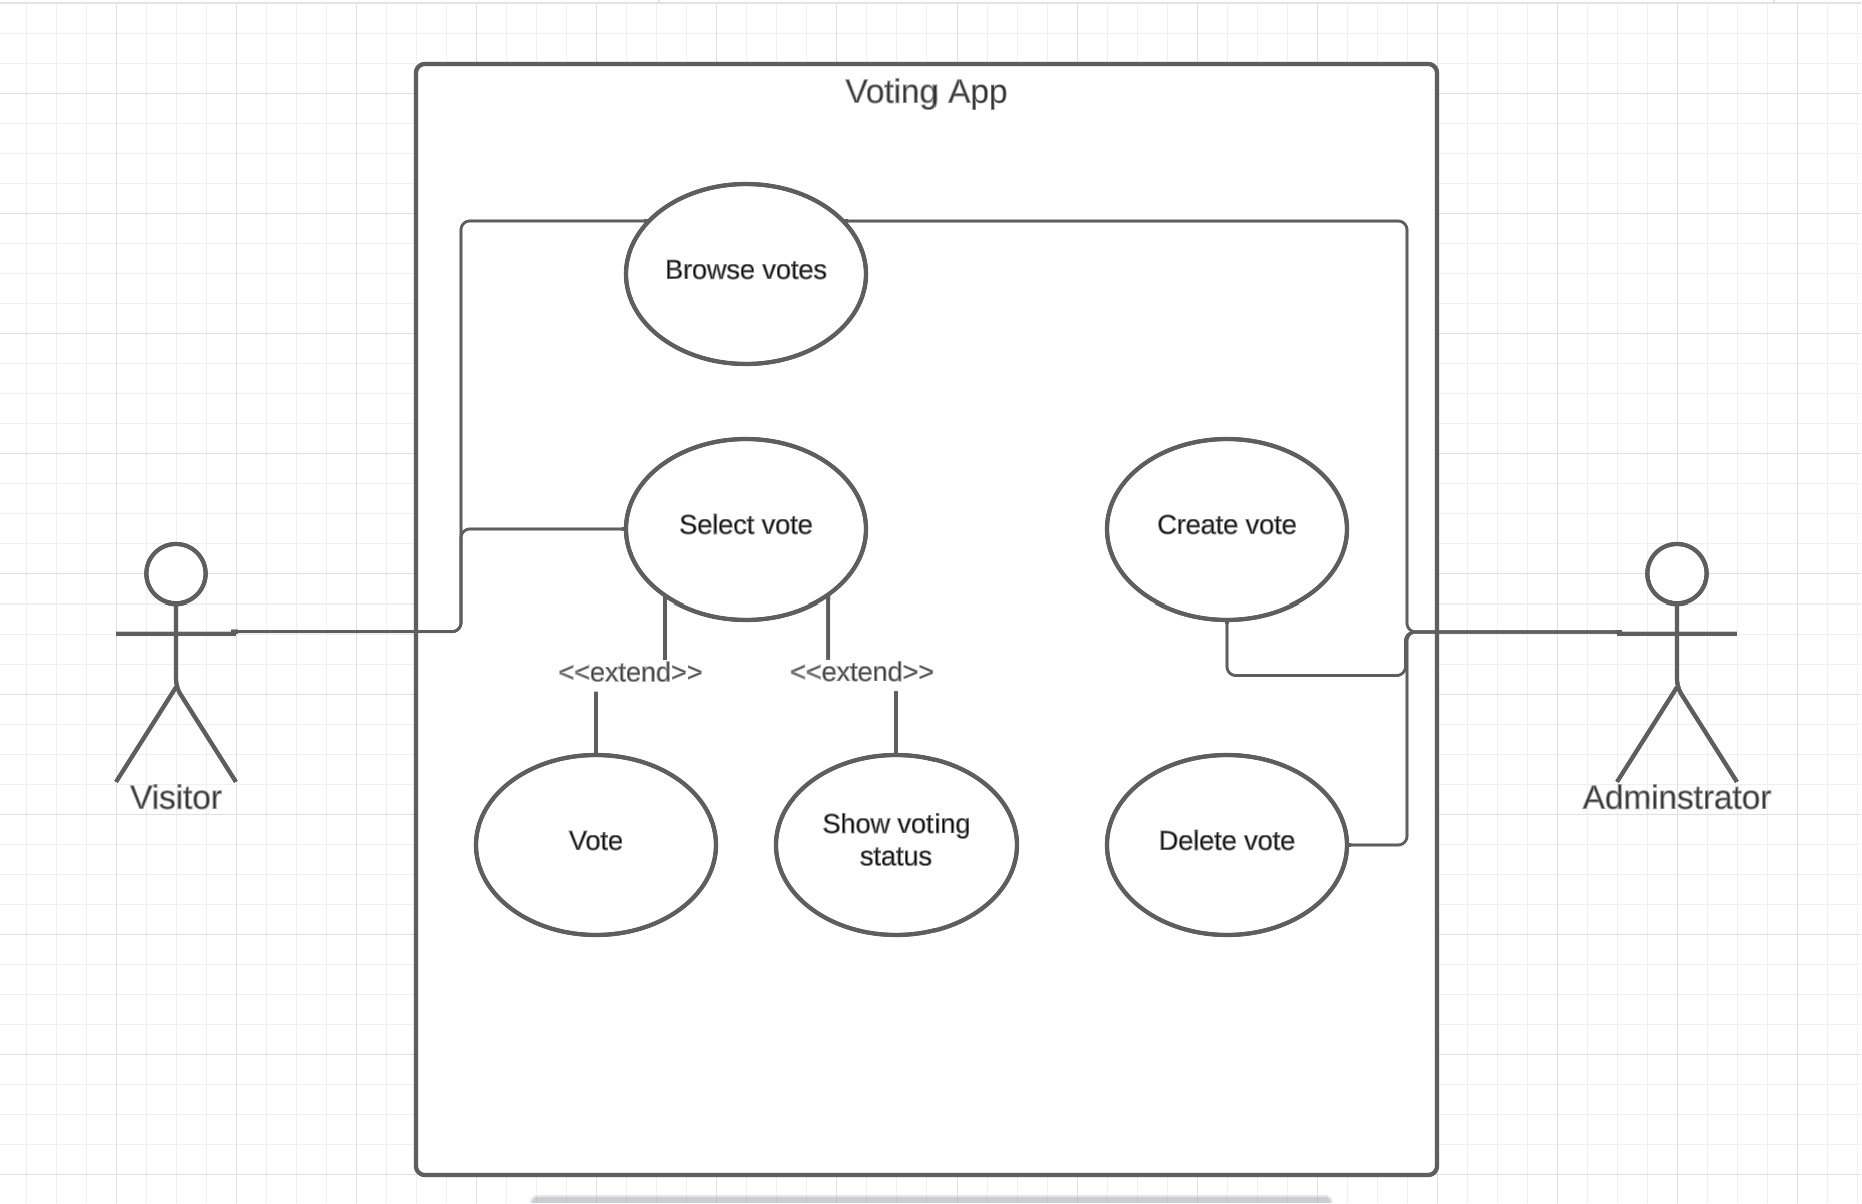 Voting App
Browse votes
Select vote
Create vote
<<extend>>
<<extend>>
Visitor
Adminstrator
Vote
Show voting
status
Delete vote